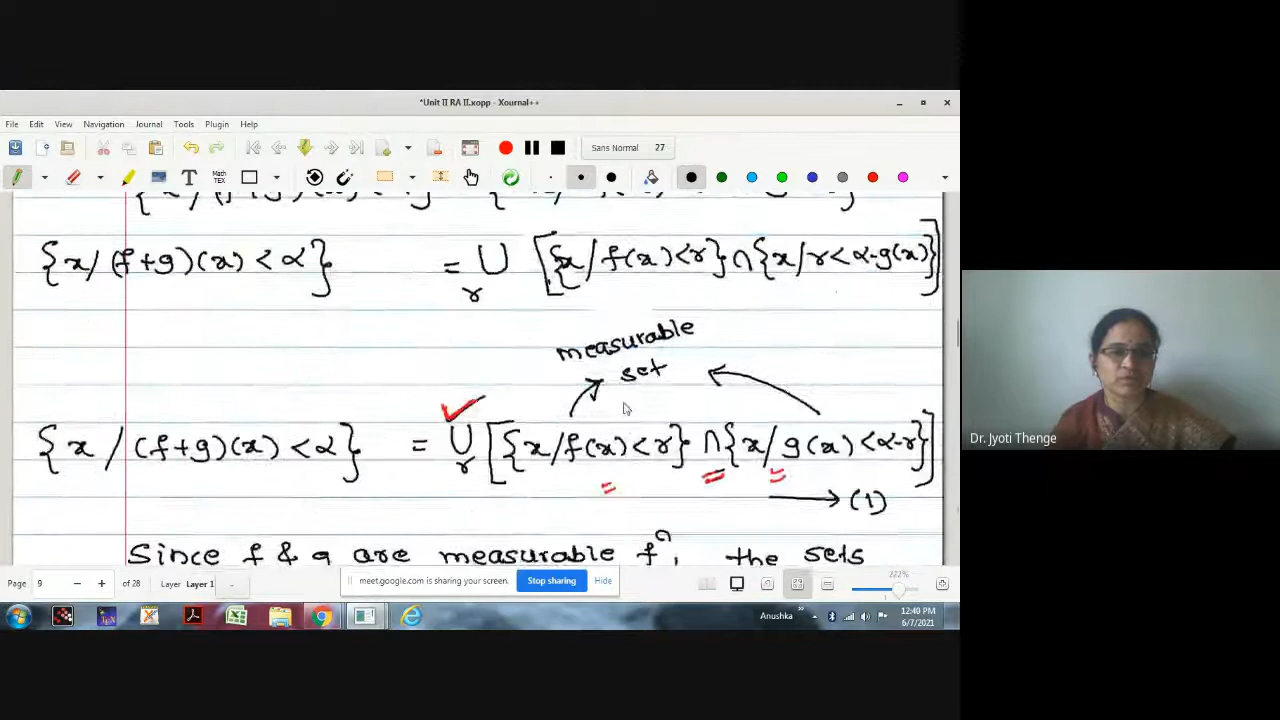 *Unit II RA II.xopp - Xournal++
File Edit View Navigation Journal Tools Plugin Help
Sans Normal 27
{x/(f+g)(x)<α} = ∪r [{x/f(x)<r}∩{x/r<α-g(x)}]
measurable
set
{x/(f+g)(x)<α} = ∪r [{x/f(x)<r}∩{x/g(x)<α-r}]
→(1)
Since f & g are measurable fⁿ, the sets
Page 9 of 28 Layer Layer 1
meet.google.com is sharing your screen. Stop sharing Hide
222%
Anushka
12:40 PM
6/7/2021
Dr. Jyoti Thenge